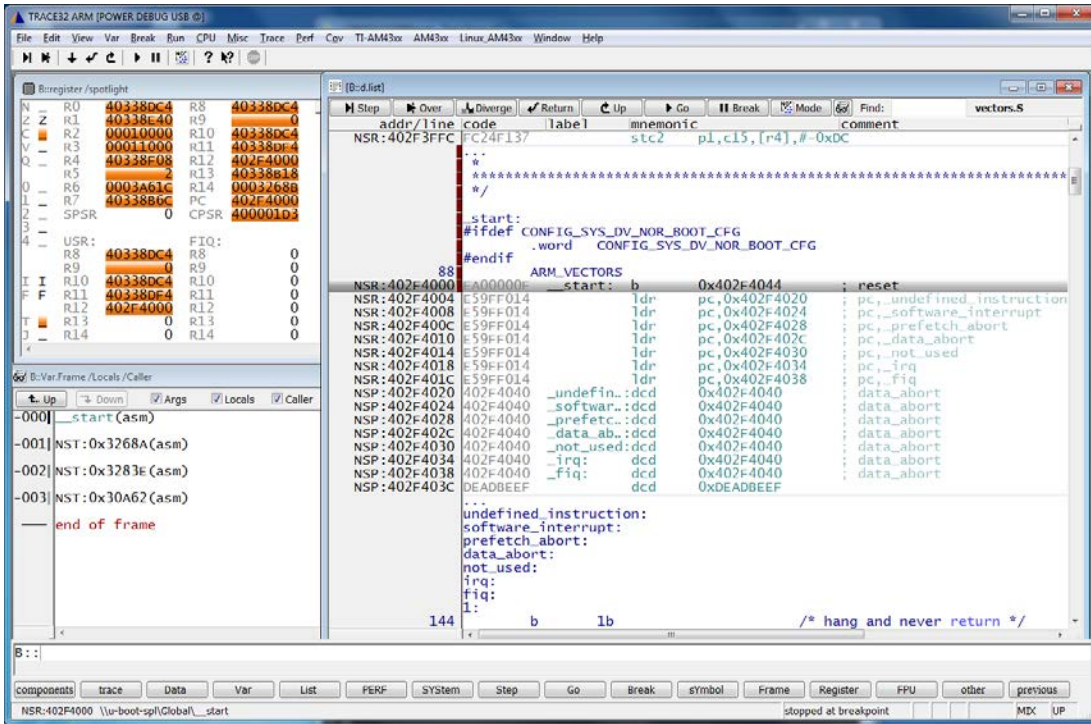 TRACE32 ARM [POWER DEBUG USB @]
File Edit View Var Break Run CPU Misc Trace Perf Cov TI-AM43xx AM43xx Linux_AM43xx Window Help
B::register /spotlight
N _ R0 40338DC4 R8 40338DC4
Z Z R1 40338E40 R9 0
C R2 00010000 R10 40338DC4
V _ R3 00011000 R11 40338DF4
Q _ R4 40338F08 R12 402F4000
R5 2 R13 40338B18
0 _ R6 0003A61C R14 0003268B
1 _ R7 40338B6C PC 402F4000
2 _ SPSR 0 CPSR 400001D3
3 _
4 _ USR: FIQ:
R8 40338DC4 R8 0
R9 0 R9 0
I I R10 40338DC4 R10 0
F F R11 40338DF4 R11 0
R12 402F4000 R12 0
T R13 0 R13 0
J _ R14 0 R14 0
B::Var.Frame /Locals /Caller
Up Down Args Locals Caller
-000 __start(asm)
-001 NST:0x3268A(asm)
-002 NST:0x3283E(asm)
-003 NST:0x30A62(asm)
end of frame
[B::d.list]
Step Over Diverge Return Up Go Break Mode Find: vectors.S
addr/line code label mnemonic comment
NSR:402F3FFC FC24F137 stc2 p1,c15,[r4],#-0xDC
...
*
*************************************************************************
*/
_start:
#ifdef CONFIG_SYS_DV_NOR_BOOT_CFG
.word CONFIG_SYS_DV_NOR_BOOT_CFG
#endif
88 ARM_VECTORS
NSR:402F4000 EA00000F __start: b 0x402F4044 ; reset
NSR:402F4004 E59FF014 ldr pc,0x402F4020 ; pc,_undefined_instruction
NSR:402F4008 E59FF014 ldr pc,0x402F4024 ; pc,_software_interrupt
NSR:402F400C E59FF014 ldr pc,0x402F4028 ; pc,_prefetch_abort
NSR:402F4010 E59FF014 ldr pc,0x402F402C ; pc,_data_abort
NSR:402F4014 E59FF014 ldr pc,0x402F4030 ; pc,_not_used
NSR:402F4018 E59FF014 ldr pc,0x402F4034 ; pc,_irq
NSR:402F401C E59FF014 ldr pc,0x402F4038 ; pc,_fiq
NSP:402F4020 402F4040 _undefin..:dcd 0x402F4040 ; data_abort
NSP:402F4024 402F4040 _softwar..:dcd 0x402F4040 ; data_abort
NSP:402F4028 402F4040 _prefetc..:dcd 0x402F4040 ; data_abort
NSP:402F402C 402F4040 _data_ab..:dcd 0x402F4040 ; data_abort
NSP:402F4030 402F4040 _not_used:dcd 0x402F4040 ; data_abort
NSP:402F4034 402F4040 _irq: dcd 0x402F4040 ; data_abort
NSP:402F4038 402F4040 _fiq: dcd 0x402F4040 ; data_abort
NSP:402F403C DEADBEEF dcd 0xDEADBEEF
...
undefined_instruction:
software_interrupt:
prefetch_abort:
data_abort:
not_used:
irq:
fiq:
1:
144 b 1b /* hang and never return */
B::
components trace Data Var List PERF SYStem Step Go Break sYmbol Frame Register FPU other previous
NSR:402F4000 \\u-boot-spl\Global\__start stopped at breakpoint MIX UP